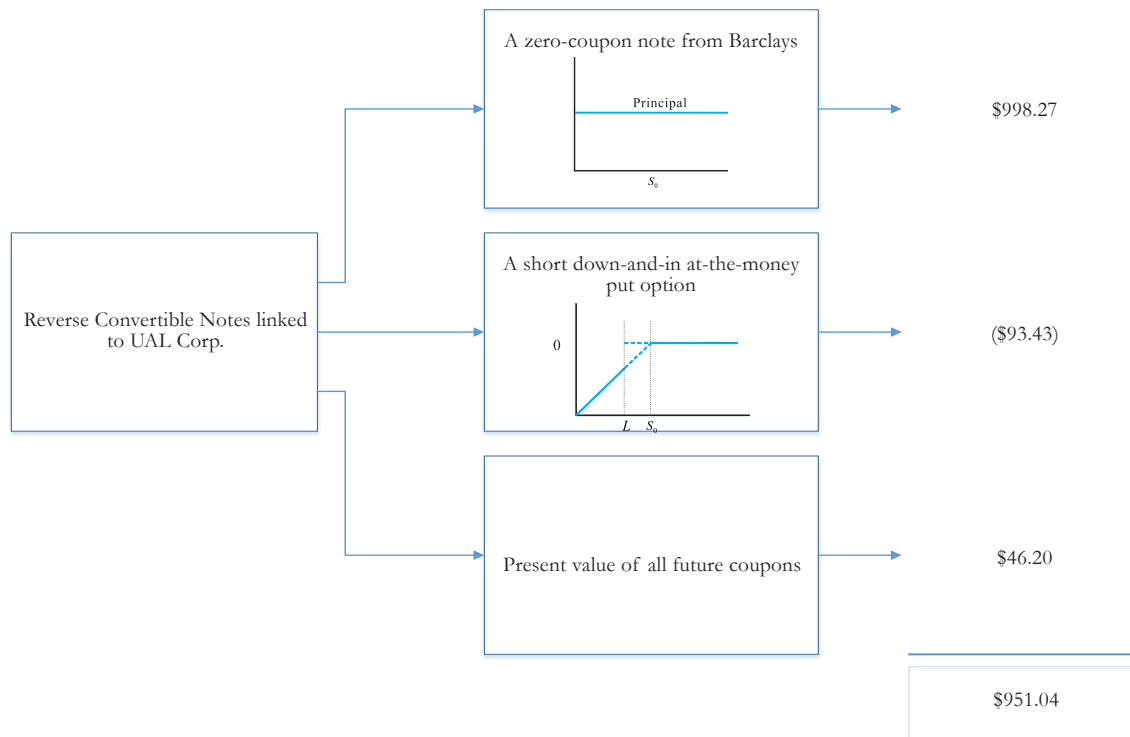 A zero-coupon note from Barclays
Principal
S₀
$998.27
Reverse Convertible Notes linked
to UAL Corp.
A short down-and-in at-the-money
put option
0
L S₀
($93.43)
Present value of all future coupons
$46.20
$951.04